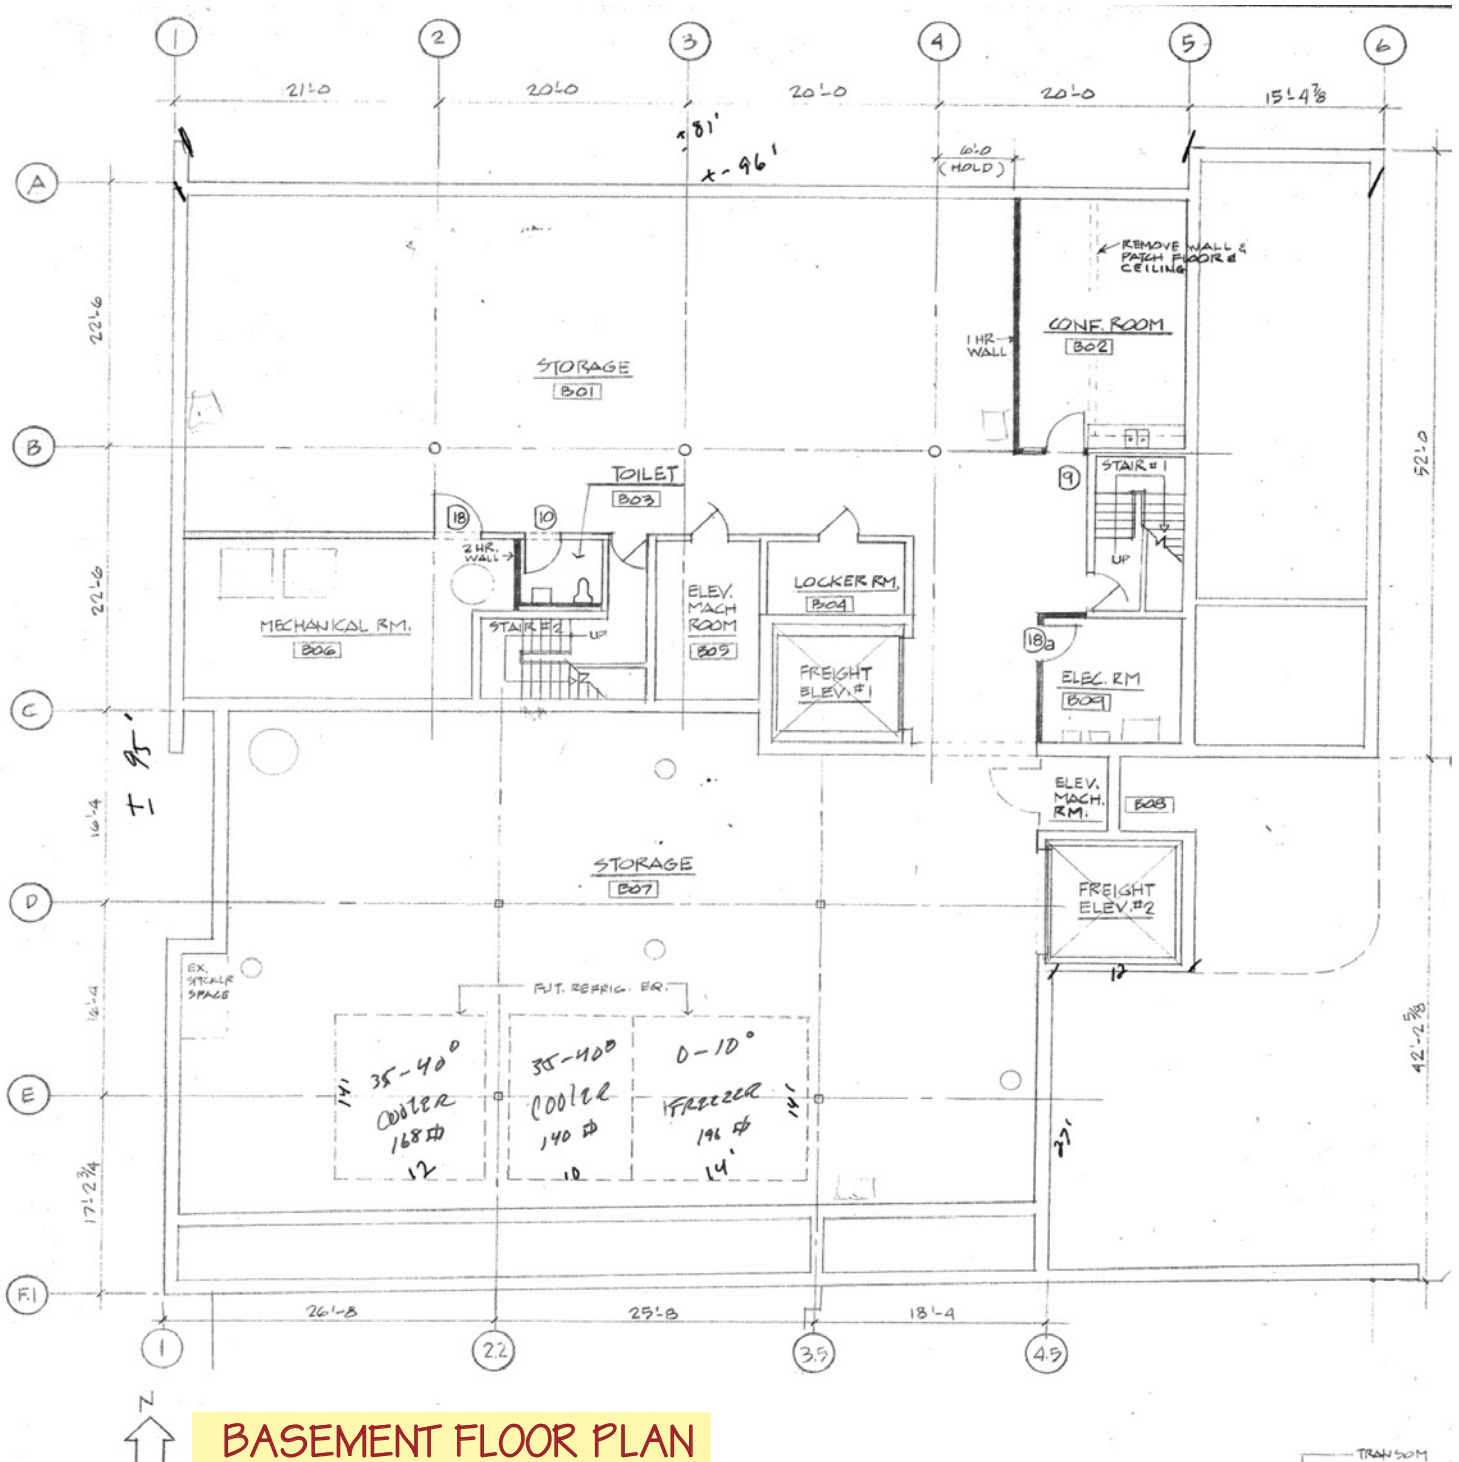 1
2
3
4
5
6
21'-0
20'-0
20'-0
20'-0
15'-4 7/8
± 81'
+- 96'
6'-0
(HOLD)
A
REMOVE WALL &
PATCH FLOOR &
CEILING
22'-6
1 HR
WALL
CONF. ROOM
B02
STORAGE
B01
B
52'-0
TOILET
B03
9
STAIR #1
UP
18
10
2 HR.
WALL
22'-6
MECHANICAL RM.
B06
STAIR #2
UP
ELEV.
MACH
ROOM
B05
LOCKER RM.
B04
FREIGHT
ELEV. #1
18a
ELEC. RM
B09
C
± 95'
16'-4
ELEV.
MACH.
RM.
B08
STORAGE
B07
D
FREIGHT
ELEV. #2
12
EX.
SPRKLR
SPACE
16'-4
FUT. REFRIG. EQ.
35-40°
COOLER
168 #
12
14'
35-40°
COOLER
140 #
10
0-10°
FREEZER
196 #
14'
14'
E
27'
42'-2 5/8
17'-2 3/4
F.1
26'-8
25'-8
18'-4
1
2.2
3.5
4.5
N
BASEMENT FLOOR PLAN
TRANSOM